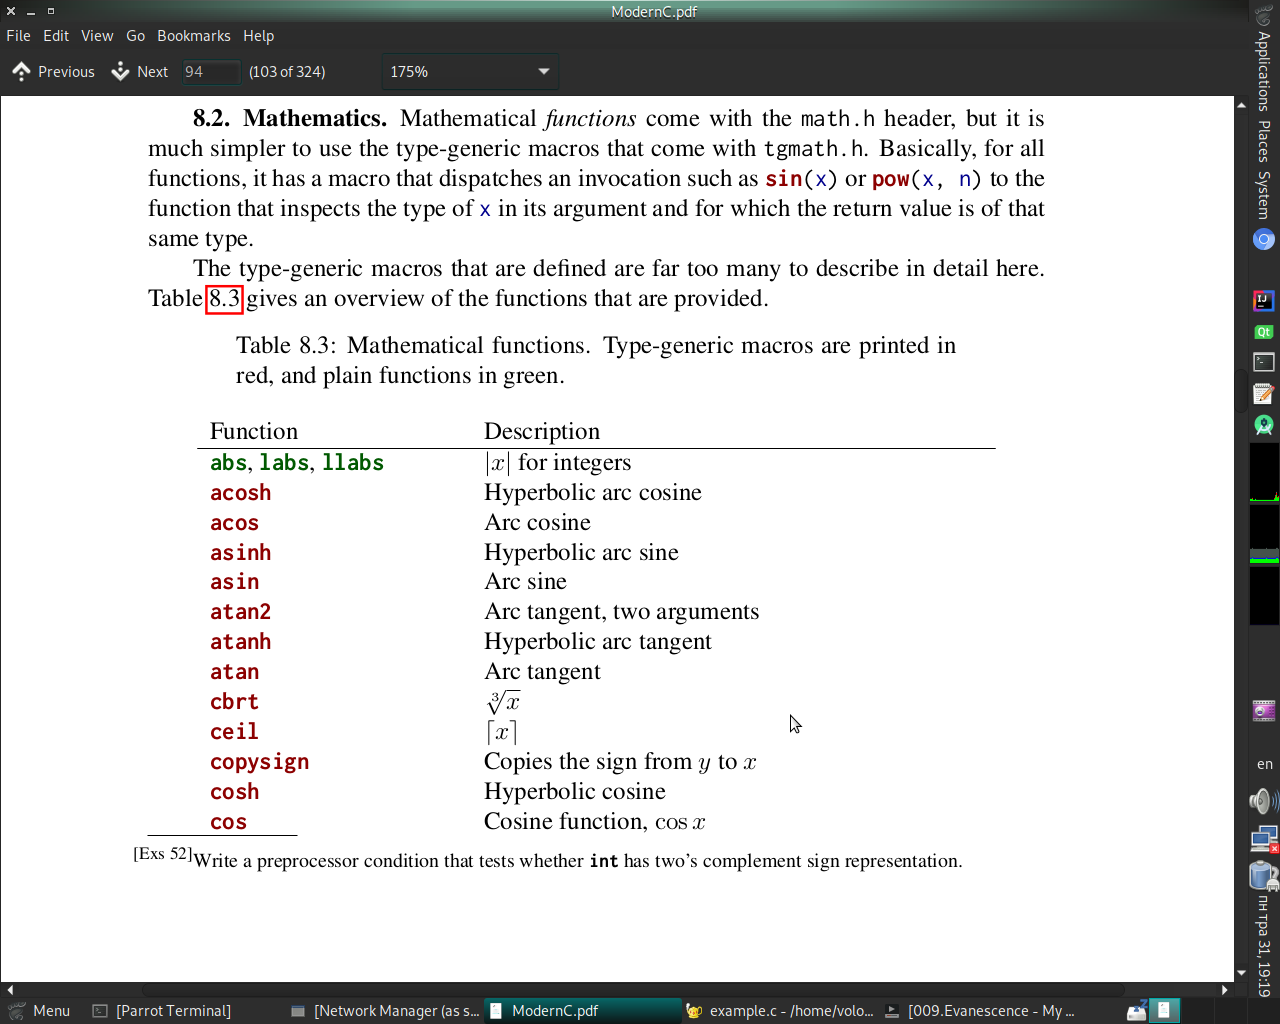 ModernC.pdf
File Edit View Go Bookmarks Help
Previous Next 94 (103 of 324) 175%
8.2. Mathematics. Mathematical functions come with the math.h header, but it is
much simpler to use the type-generic macros that come with tgmath.h. Basically, for all
functions, it has a macro that dispatches an invocation such as sin(x) or pow(x, n) to the
function that inspects the type of x in its argument and for which the return value is of that
same type.
The type-generic macros that are defined are far too many to describe in detail here.
Table 8.3 gives an overview of the functions that are provided.
Table 8.3: Mathematical functions. Type-generic macros are printed in
red, and plain functions in green.
Function Description
abs, labs, llabs |x| for integers
acosh Hyperbolic arc cosine
acos Arc cosine
asinh Hyperbolic arc sine
asin Arc sine
atan2 Arc tangent, two arguments
atanh Hyperbolic arc tangent
atan Arc tangent
cbrt ∛x
ceil ⌈x⌉
copysign Copies the sign from y to x
cosh Hyperbolic cosine
cos Cosine function, cos x
[Exs 52]Write a preprocessor condition that tests whether int has two's complement sign representation.
Applications Places System
IJ
Qt
en
пн тра 31, 19:19
Menu [Parrot Terminal] [Network Manager (as s... ModernC.pdf example.c - /home/volo... [009.Evanescence - My ...